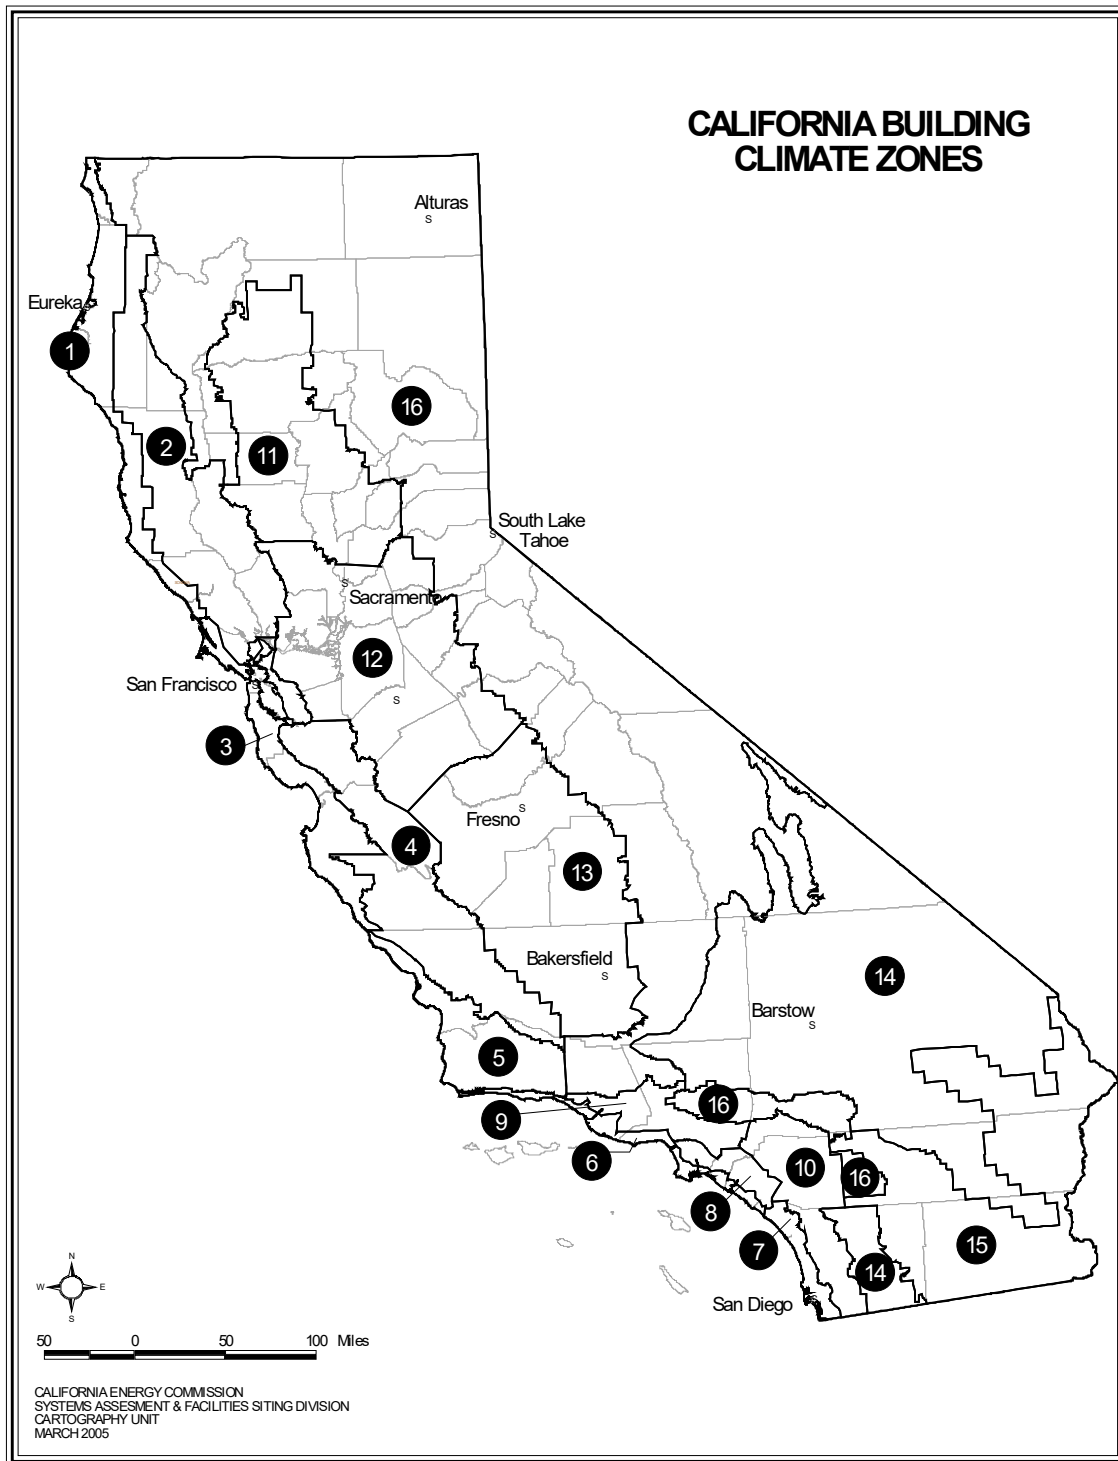 CALIFORNIA BUILDING
CLIMATE ZONES
Alturas
S
Eureka
1
16
2
11
South Lake
Tahoe
S
S
Sacramento
12
San Francisco
S
S
3
Fresno
S
4
13
Bakersfield
S
14
Barstow
S
5
16
9
6
10
16
8
7
15
14
San Diego
S
N
W
E
S
50
0
50
100
Miles
CALIFORNIA ENERGY COMMISSION
SYSTEMS ASSESMENT & FACILITIES SITING DIVISION
CARTOGRAPHY UNIT
MARCH 2005